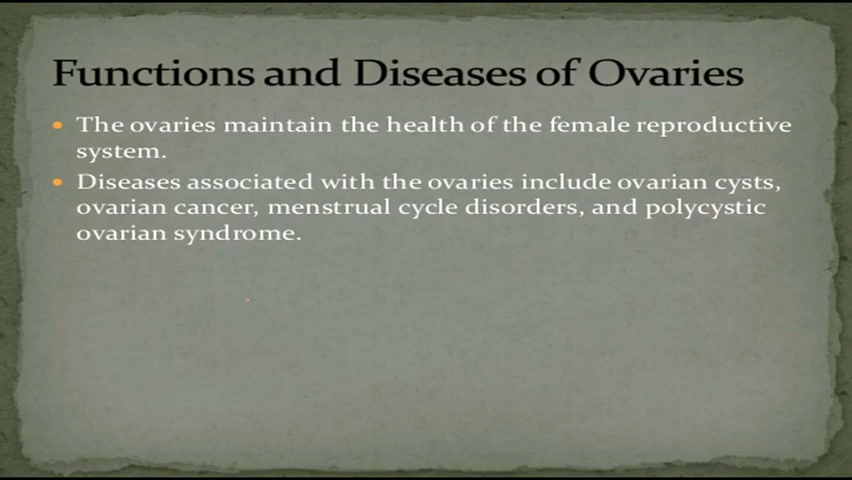 Functions and Diseases of Ovaries
The ovaries maintain the health of the female reproductive
system.
Diseases associated with the ovaries include ovarian cysts,
ovarian cancer, menstrual cycle disorders, and polycystic
ovarian syndrome.